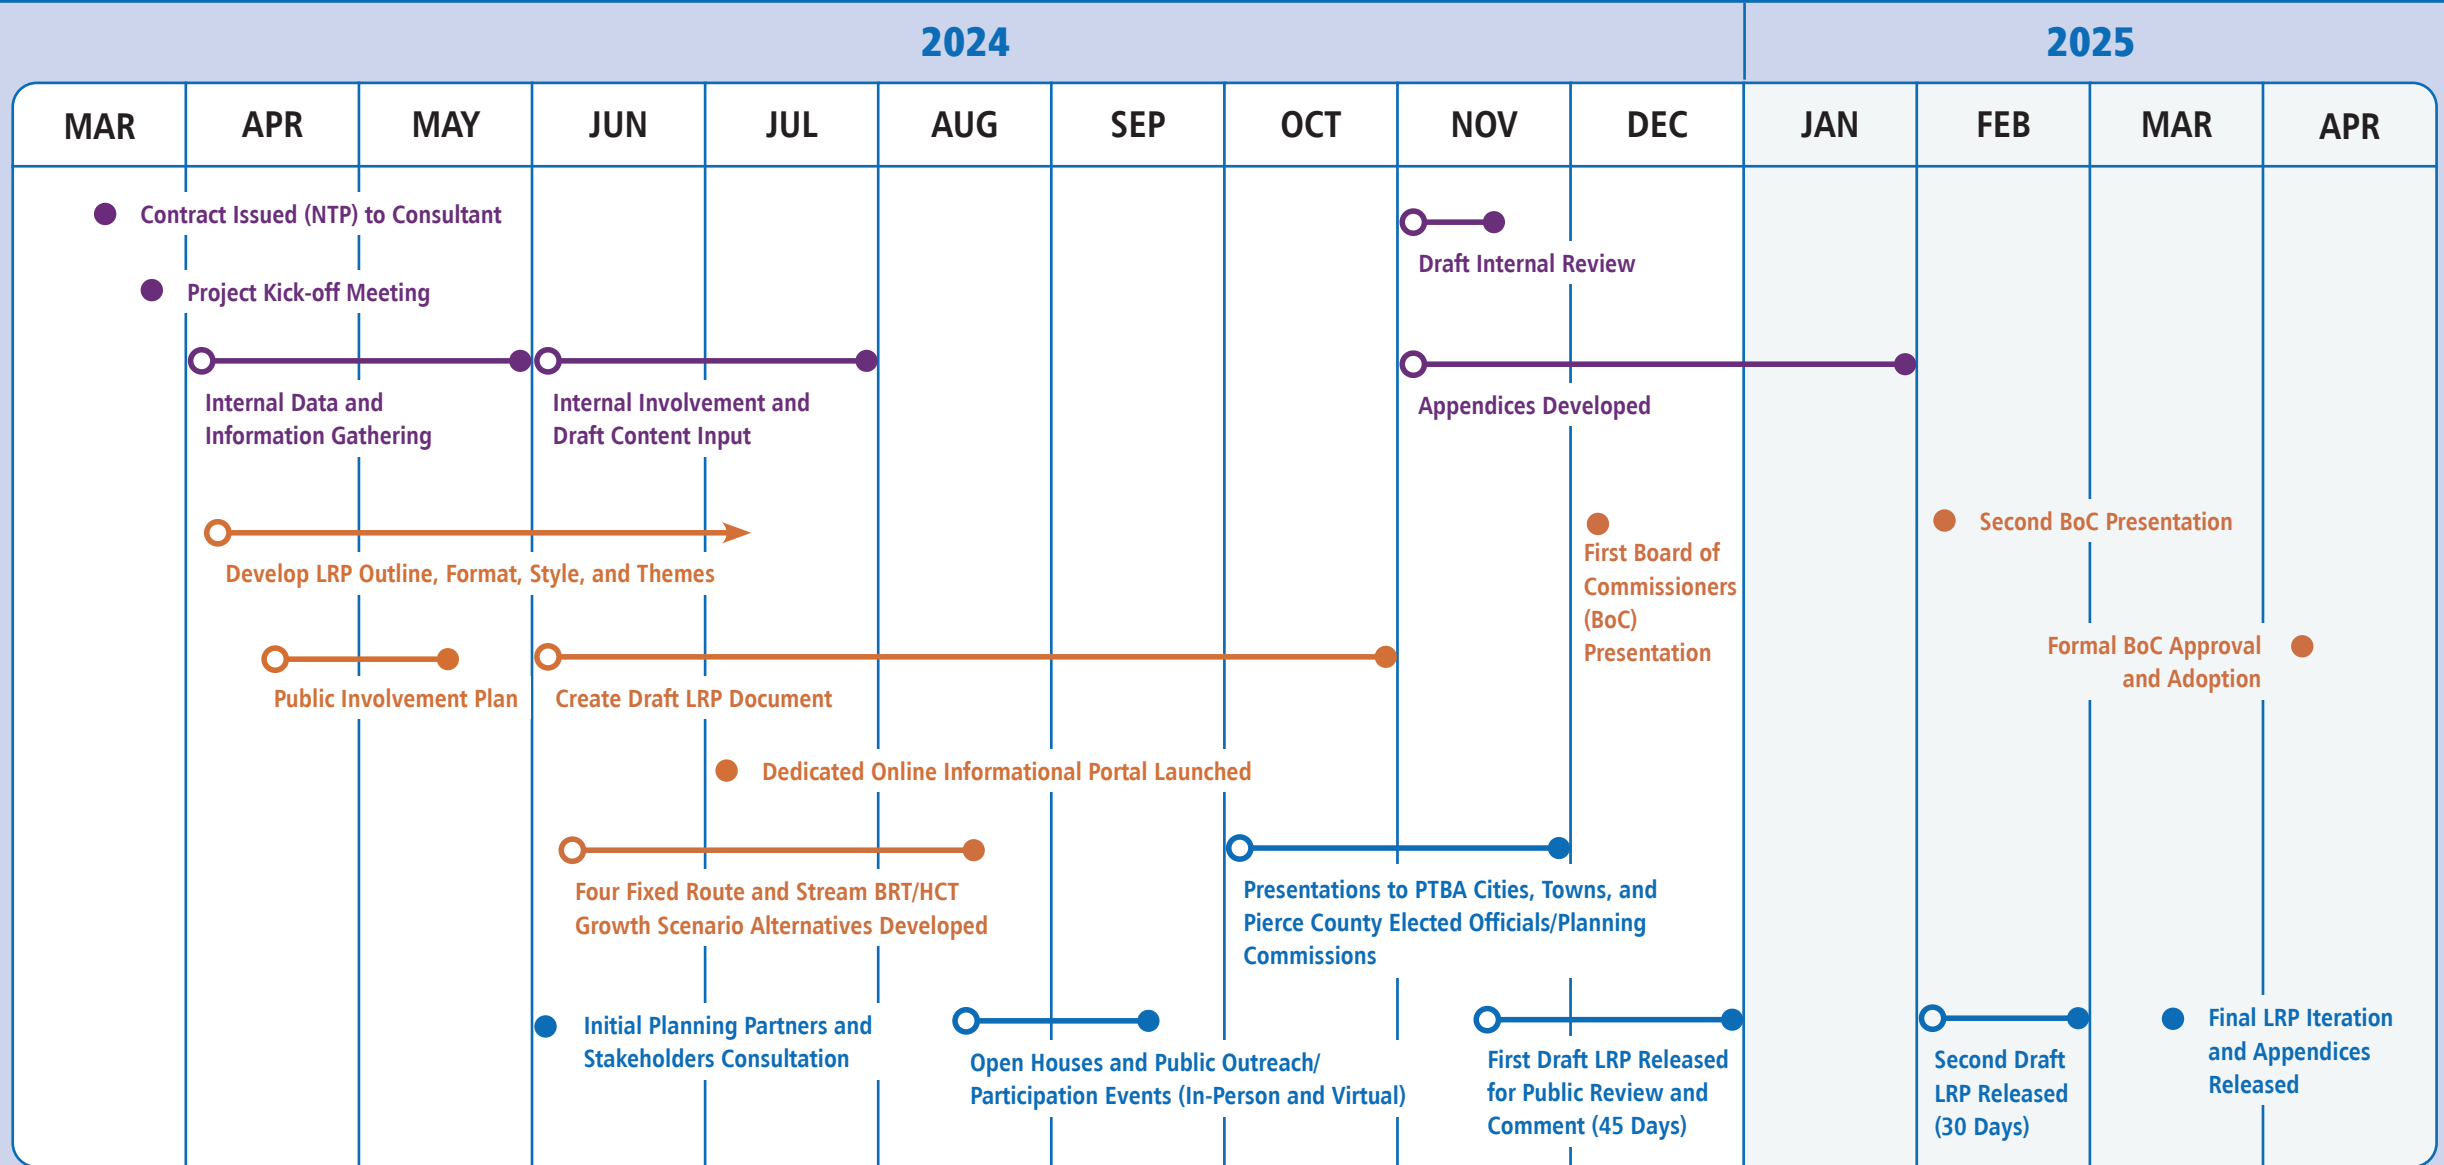 2024
2025
MAR
APR
MAY
JUN
JUL
AUG
SEP
OCT
NOV
DEC
JAN
FEB
MAR
APR
Contract Issued (NTP) to Consultant
Draft Internal Review
Project Kick-off Meeting
Internal Data and
Information Gathering
Internal Involvement and
Draft Content Input
Appendices Developed
Develop LRP Outline, Format, Style, and Themes
First Board of
Commissioners
(BoC)
Presentation
Second BoC Presentation
Formal BoC Approval
and Adoption
Public Involvement Plan
Create Draft LRP Document
Dedicated Online Informational Portal Launched
Four Fixed Route and Stream BRT/HCT
Growth Scenario Alternatives Developed
Presentations to PTBA Cities, Towns, and
Pierce County Elected Officials/Planning
Commissions
Initial Planning Partners and
Stakeholders Consultation
Open Houses and Public Outreach/
Participation Events (In-Person and Virtual)
First Draft LRP Released
for Public Review and
Comment (45 Days)
Second Draft
LRP Released
(30 Days)
Final LRP Iteration
and Appendices
Released